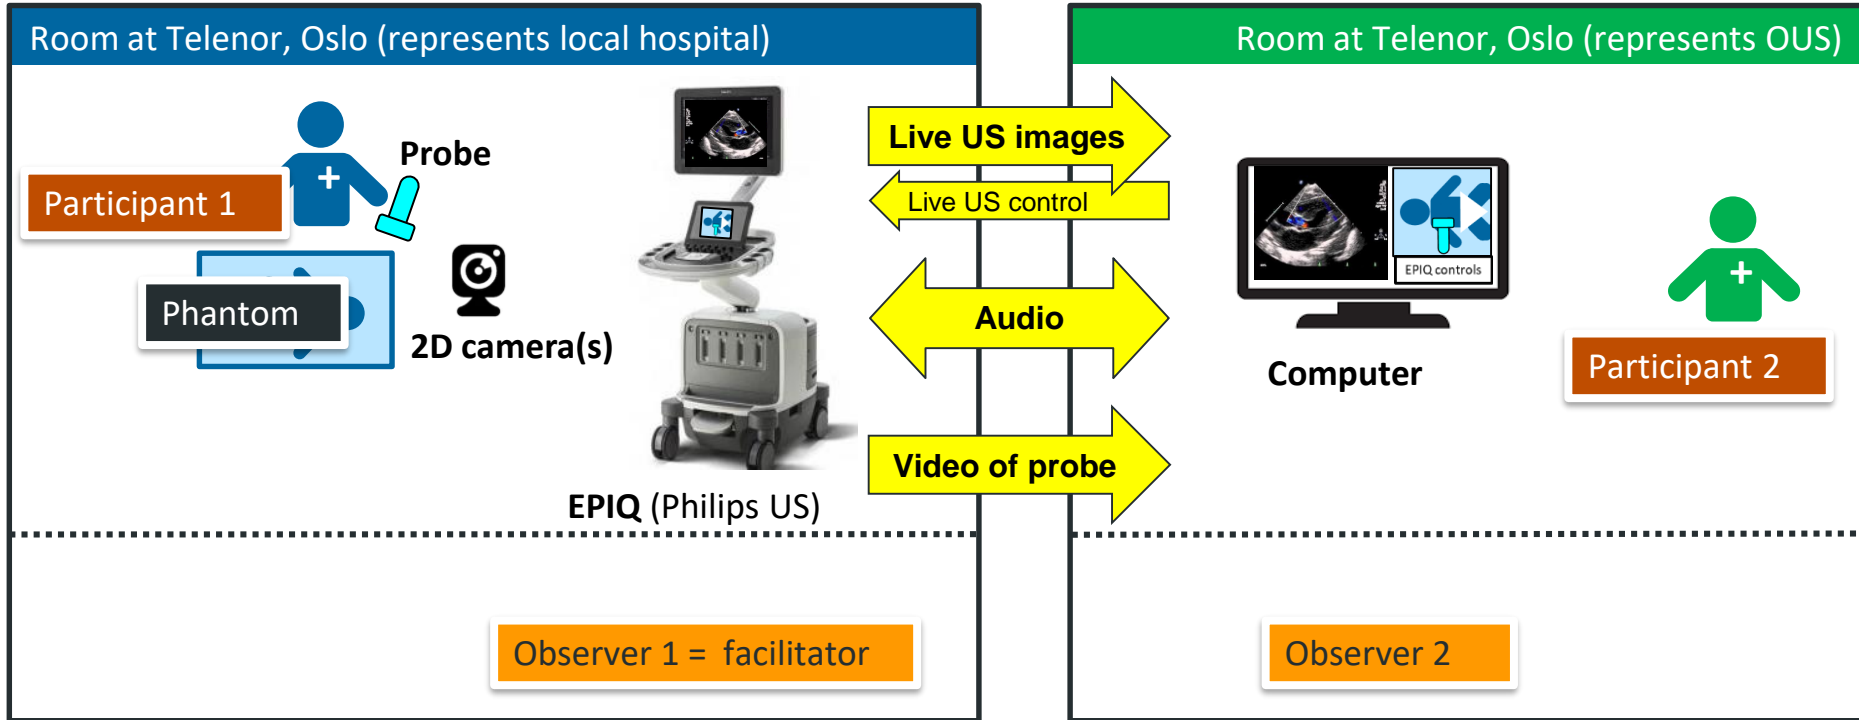 Room at Telenor, Oslo (represents local hospital)
Room at Telenor, Oslo (represents OUS)
Probe
Participant 1
Phantom
2D camera(s)
EPIQ (Philips US)
Live US images
Live US control
Audio
Video of probe
EPIQ controls
Computer
Participant 2
Observer 1 = facilitator
Observer 2